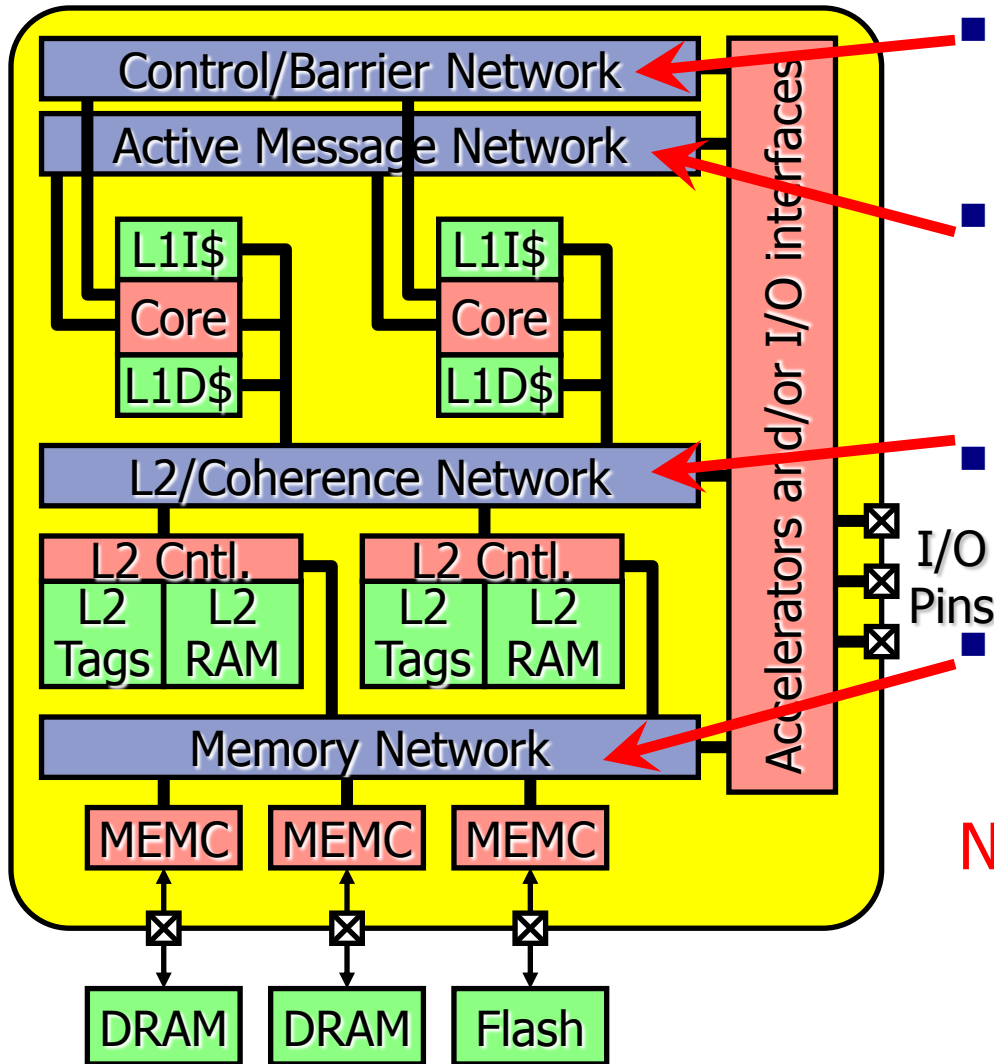 Control/Barrier Network
Active Message Network
L1I$
Core
L1D$
L1I$
Core
L1D$
L2/Coherence Network
L2 Cntl.
L2
Tags
L2
RAM
L2 Cntl.
L2
Tags
L2
RAM
Memory Network
MEMC
MEMC
MEMC
DRAM
DRAM
Flash
Accelerators and/or I/O interfaces
I/O
Pins
N